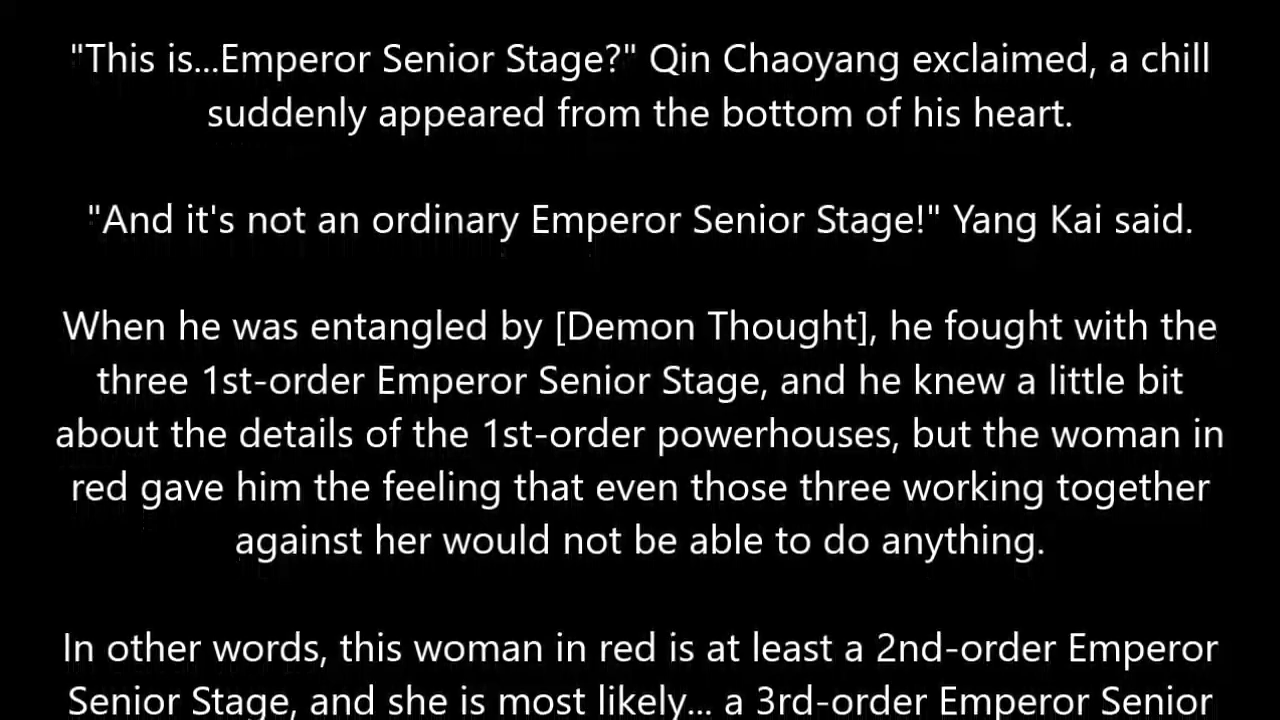 "This is...Emperor Senior Stage?" Qin Chaoyang exclaimed, a chill
suddenly appeared from the bottom of his heart.
"And it's not an ordinary Emperor Senior Stage!" Yang Kai said.
When he was entangled by [Demon Thought], he fought with the
three 1st-order Emperor Senior Stage, and he knew a little bit
about the details of the 1st-order powerhouses, but the woman in
red gave him the feeling that even those three working together
against her would not be able to do anything.
In other words, this woman in red is at least a 2nd-order Emperor
Senior Stage, and she is most likely... a 3rd-order Emperor Senior